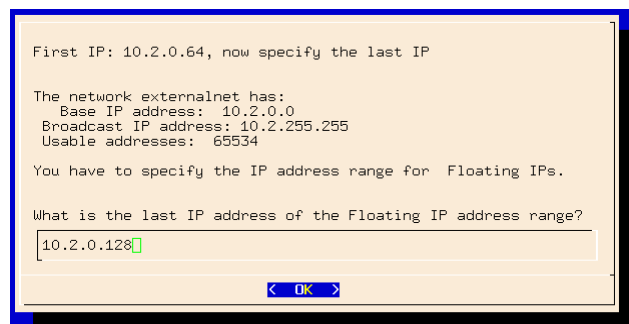 First IP: 10.2.0.64, now specify the last IP
The network externalnet has:
Base IP address:  10.2.0.0
Broadcast IP address: 10.2.255.255
Usable addresses:  65534
You have to specify the IP address range for  Floating IPs.
What is the last IP address of the Floating IP address range?
10.2.0.128
<  OK  >